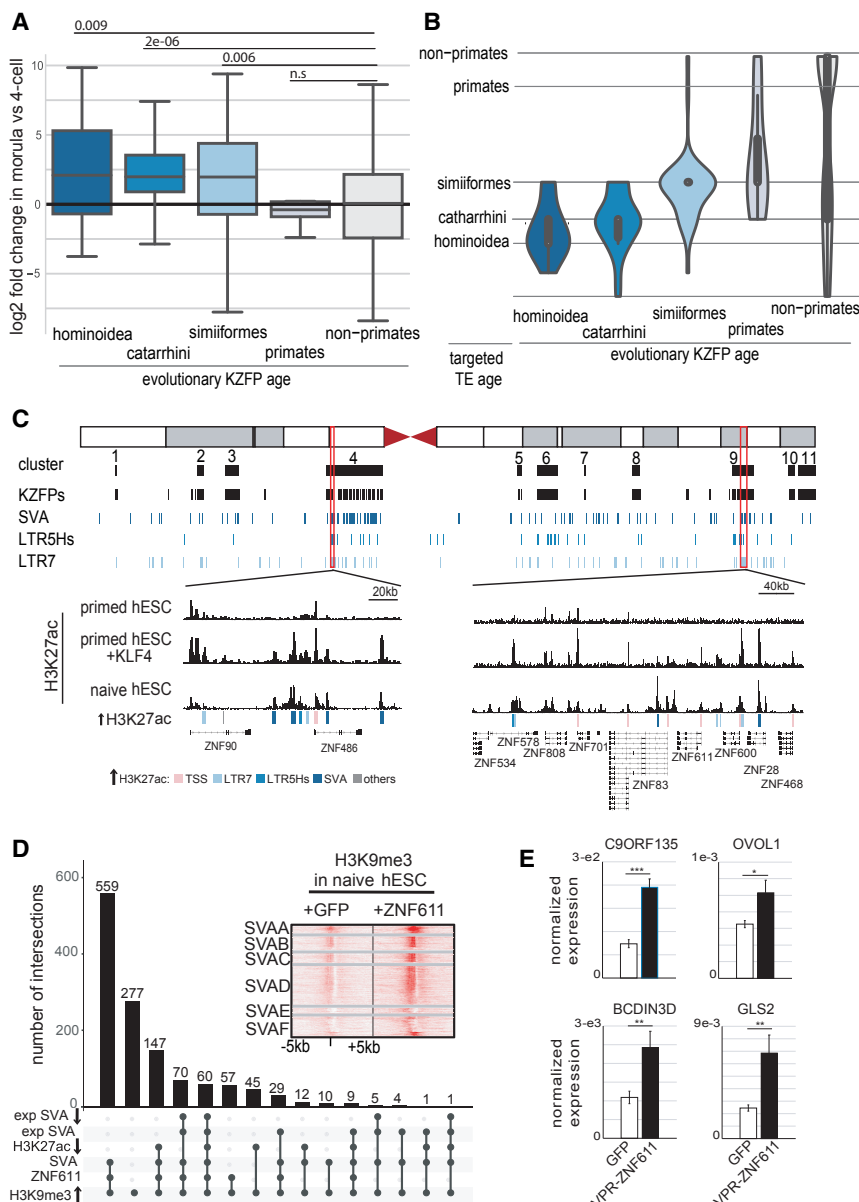 A
0.009
2e-06
0.006
n.s
log2 fold change in morula vs 4-cell
10
5
0
−5
hominoidea
catarrhini
simiiformes
primates
non-primates
evolutionary KZFP age
B
non-primates
primates
simiiformes
catharrhini
hominoidea
hominoidea
catarrhini
simiiformes
primates
non-primates
targeted
TE age
evolutionary KZFP age
C
cluster
1 2 3 4 5 6 7 8 9 10 11
KZFPs
SVA
LTR5Hs
LTR7
20kb
40kb
H3K27ac
primed hESC
primed hESC
+KLF4
naive hESC
↑H3K27ac
ZNF90
ZNF486
ZNF534
ZNF578
ZNF808
ZNF701
ZNF83
ZNF611
ZNF600
ZNF28
ZNF468
↑ H3K27ac: TSS LTR7 LTR5Hs SVA others
D
number of intersections
600
400
200
0
559 277 147 70 60 57 45 29 12 10 9 5 4 1 1
exp SVA ↓
exp SVA
H3K27ac ↓
SVA
ZNF611
H3K9me3 ↑
H3K9me3
in naive hESC
+GFP +ZNF611
SVAA
SVAB
SVAC
SVAD
SVAE
SVAF
-5kb +5kb
E
C9ORF135
normalized
expression
3-e2
0
***
OVOL1
1e-3
0
*
BCDIN3D
normalized
expression
3e-3
0
**
GFP
VPR-ZNF611
GLS2
9e-3
0
**
GFP
VPR-ZNF611